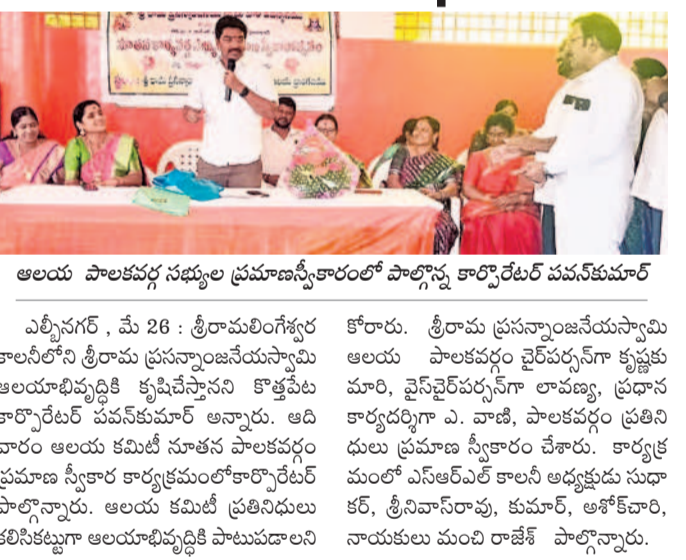 నూతన కార్యవర్గ
ఆలయ పాలకవర్గ సభ్యుల ప్రమాణస్వీకారంలో పాల్గొన్న కార్పొరేటర్ పవన్‌కుమార్
ఎల్బీనగర్ , మే 26 : శ్రీరామలింగేశ్వర
కాలనీలోని శ్రీరామ ప్రసన్నాంజనేయస్వామి
ఆలయాభివృద్ధికి కృషిచేస్తానని కొత్తపేట
కార్పొరేటర్ పవన్‌కుమార్ అన్నారు. ఆది
వారం ఆలయ కమిటీ నూతన పాలకవర్గం
ప్రమాణ స్వీకార కార్యక్రమంలోకార్పొరేటర్
పాల్గొన్నారు. ఆలయ కమిటీ ప్రతినిధులు
కలిసికట్టుగా ఆలయాభివృద్ధికి పాటుపడాలని
కోరారు. శ్రీరామ ప్రసన్నాంజనేయస్వామి
ఆలయ పాలకవర్గం చైర్‌పర్సన్‌గా కృష్ణకు
మారి, వైస్‌చైర్‌పర్సన్‌గా లావణ్య, ప్రధాన
కార్యదర్శిగా ఎ. వాణి, పాలకవర్గం ప్రతిని
ధులు ప్రమాణ స్వీకారం చేశారు. కార్యక్ర
మంలో ఎస్ఆర్ఎల్ కాలనీ అధ్యక్షుడు సుధా
కర్, శ్రీనివాస్‌రావు, కుమార్, అశోక్‌చారి,
నాయకులు మంచి రాజేశ్ పాల్గొన్నారు.